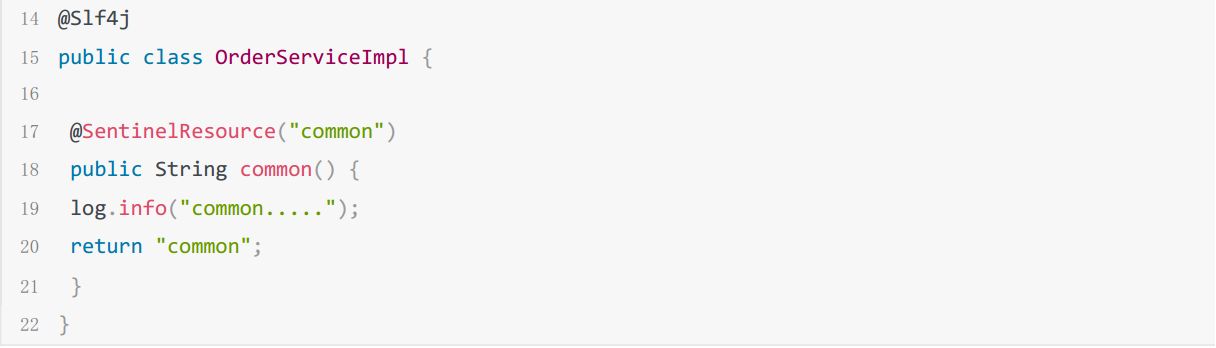 14 @Slf4j
15 public class OrderServiceImpl {
16
17 @SentinelResource("common")
18 public String common() {
19 log.info("common.....");
20 return "common";
21 }
22 }